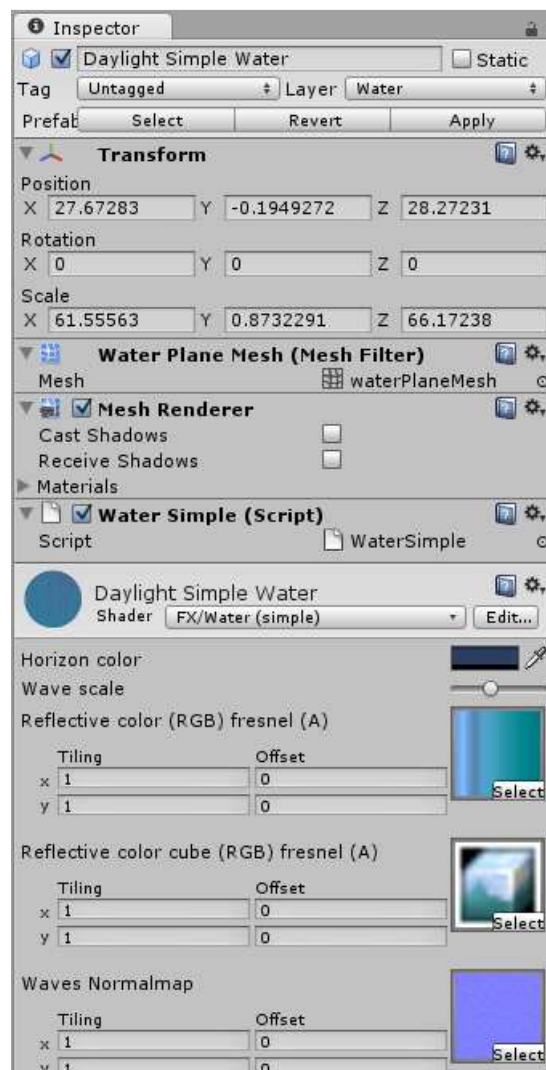 Inspector
Daylight Simple Water Static
Tag Untagged Layer Water
Prefab Select Revert Apply
Transform
Position
X 27.67283 Y -0.1949272 Z 28.27231
Rotation
X 0 Y 0 Z 0
Scale
X 61.55563 Y 0.8732291 Z 66.17238
Water Plane Mesh (Mesh Filter)
Mesh waterPlaneMesh
Mesh Renderer
Cast Shadows
Receive Shadows
Materials
Water Simple (Script)
Script WaterSimple
Daylight Simple Water
Shader FX/Water (simple) Edit...
Horizon color
Wave scale
Reflective color (RGB) fresnel (A)
Tiling Offset
x 1 0
y 1 0
Select
Reflective color cube (RGB) fresnel (A)
Tiling Offset
x 1 0
y 1 0
Select
Waves Normalmap
Tiling Offset
x 1 0
Select
y 1 0